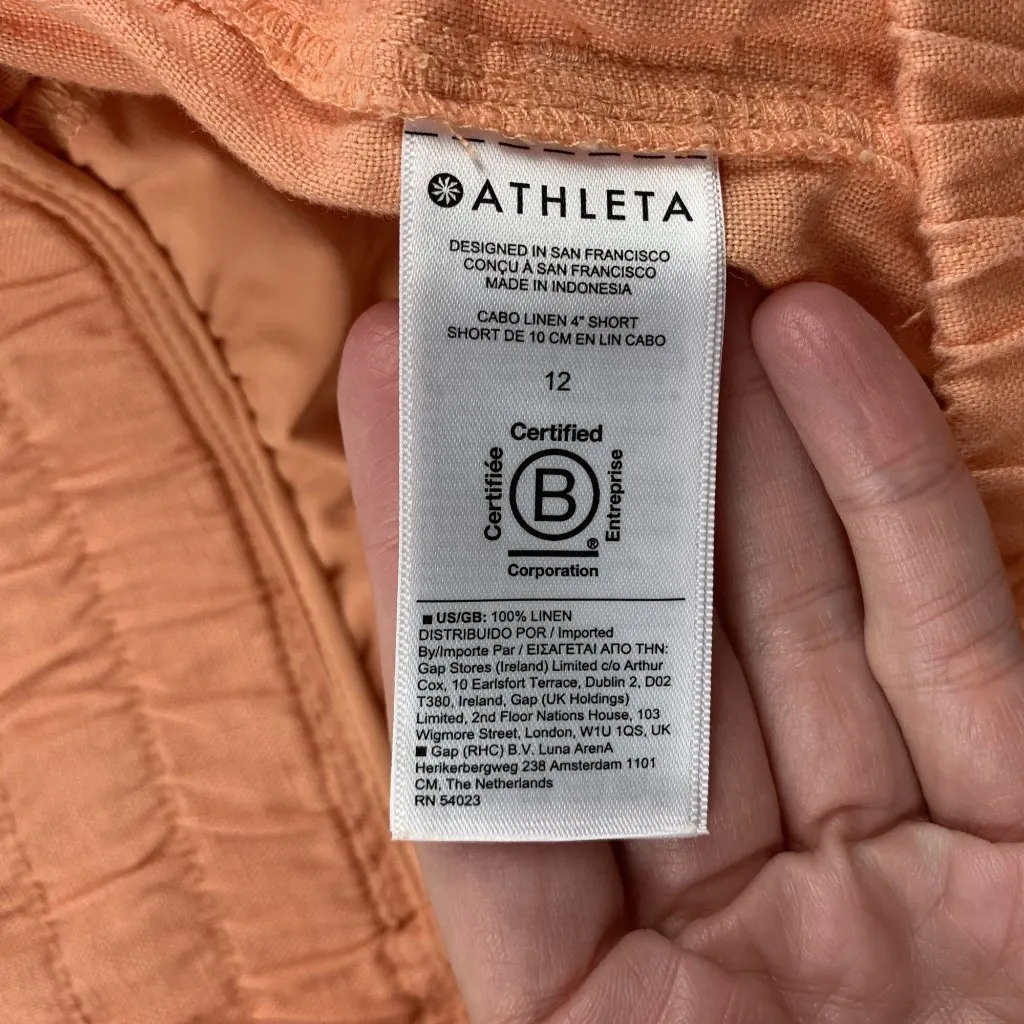 ATHLETA
DESIGNED IN SAN FRANCISCO
CONÇU À SAN FRANCISCO
MADE IN INDONESIA
CABO LINEN 4" SHORT
SHORT DE 10 CM EN LIN CABO
12
Certified
Certifiée
B
Entreprise
®
Corporation
US/GB: 100% LINEN
DISTRIBUIDO POR / Imported
By/Importe Par / ΕΙΣΑΓΕΤΑΙ ΑΠΟ ΤΗΝ:
Gap Stores (Ireland) Limited c/o Arthur
Cox, 10 Earlsfort Terrace, Dublin 2, D02
T380, Ireland, Gap (UK Holdings)
Limited, 2nd Floor Nations House, 103
Wigmore Street, London, W1U 1QS, UK
Gap (RHC) B.V. Luna ArenA
Herikerbergweg 238 Amsterdam 1101
CM, The Netherlands
RN 54023